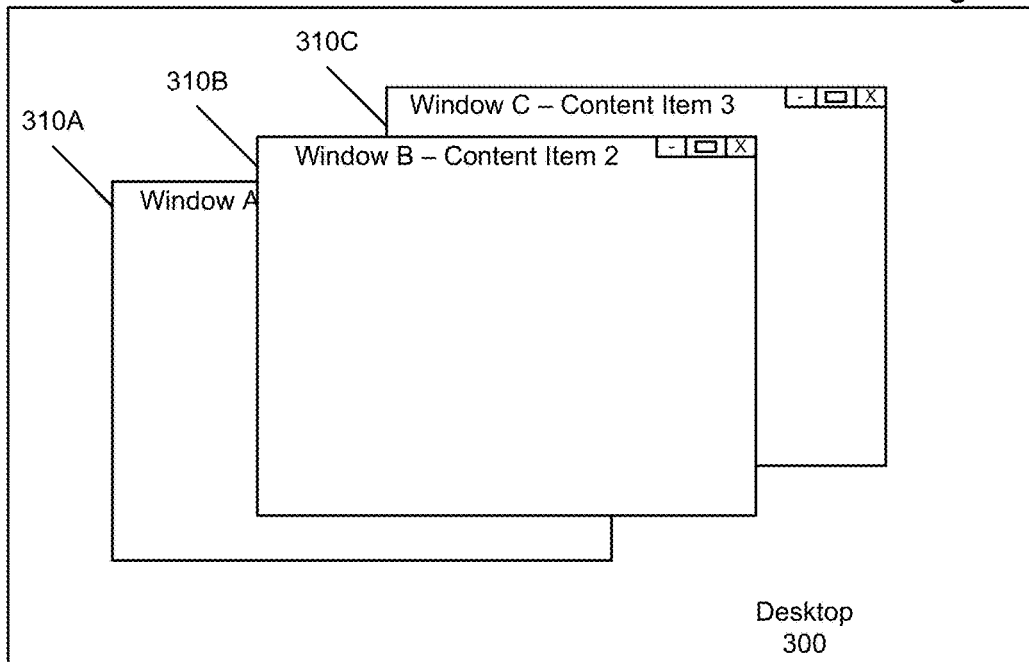 310C
310B
310A
Window C – Content Item 3
- X
Window B – Content Item 2
- X
Window A
Desktop
300